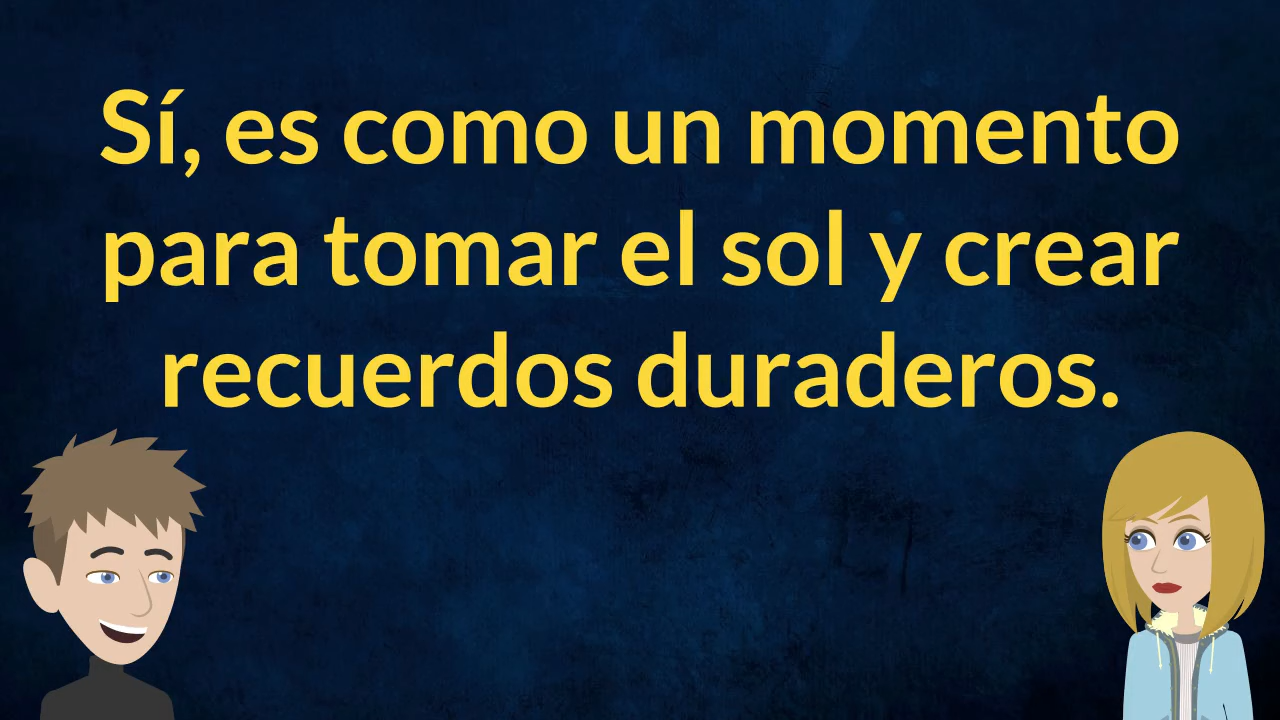 Sí, es como un momento
para tomar el sol y crear
recuerdos duraderos.